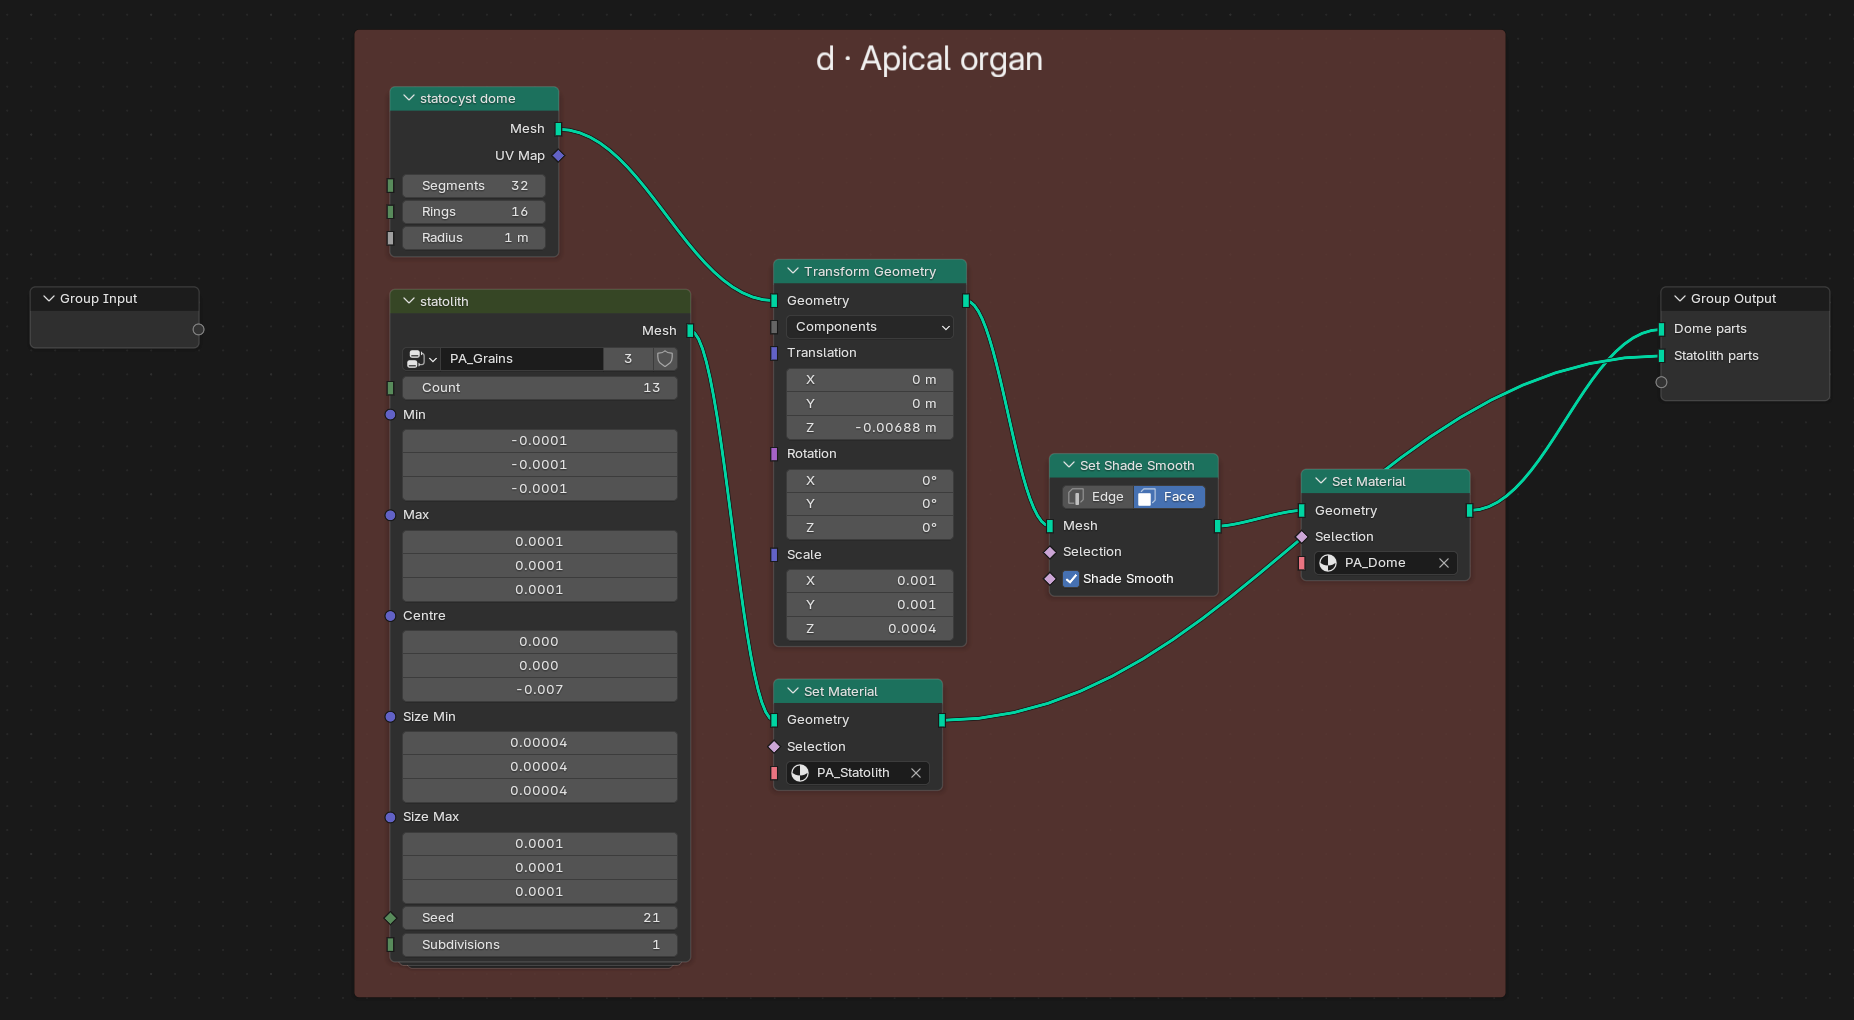 d · Apical organ
Group Input
statocyst dome
Mesh
UV Map
Segments 32
Rings 16
Radius 1 m
statolith
Mesh
PA_Grains 3
Count 13
Min
-0.0001
-0.0001
-0.0001
Max
0.0001
0.0001
0.0001
Centre
0.000
0.000
-0.007
Size Min
0.00004
0.00004
0.00004
Size Max
0.0001
0.0001
0.0001
Seed 21
Subdivisions 1
Transform Geometry
Geometry
Components
Translation
X 0 m
Y 0 m
Z -0.00688 m
Rotation
X 0°
Y 0°
Z 0°
Scale
X 0.001
Y 0.001
Z 0.0004
Set Material
Geometry
Selection
PA_Statolith
Set Shade Smooth
Edge Face
Mesh
Selection
Shade Smooth
Set Material
Geometry
Selection
PA_Dome
Group Output
Dome parts
Statolith parts